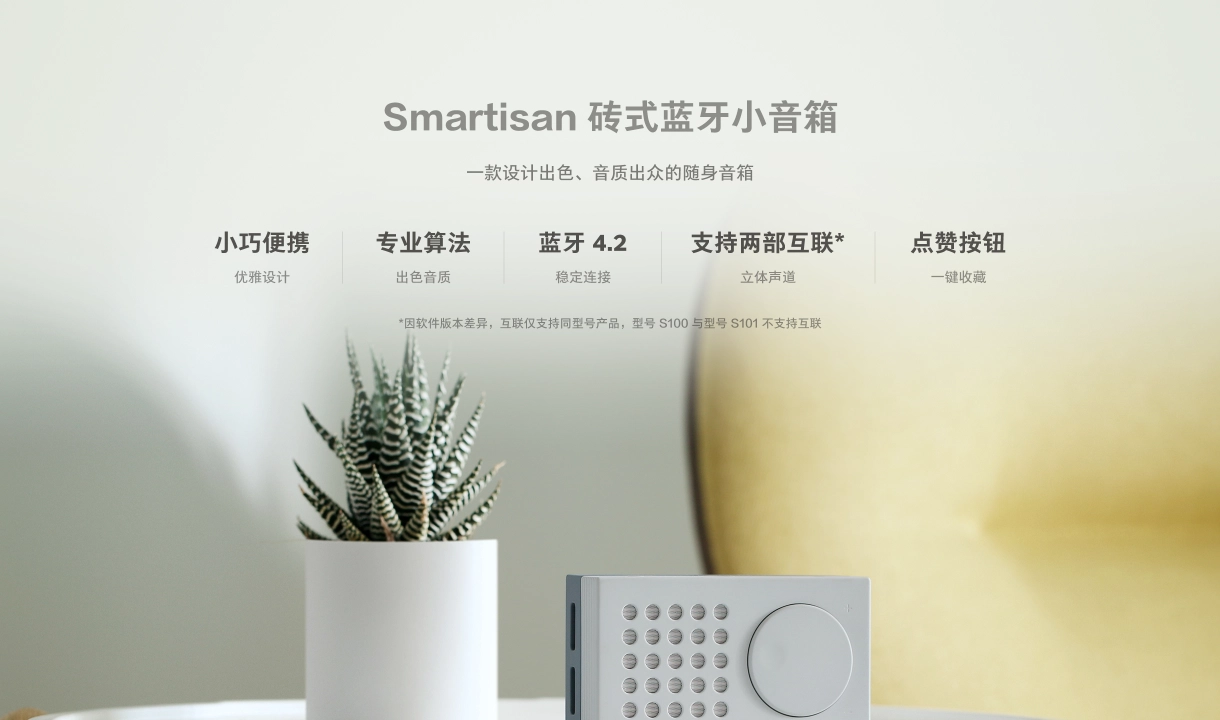 Smartisan 砖式蓝牙小音箱
一款设计出色、音质出众的随身音箱
小巧便携 专业算法 蓝牙 4.2 支持两部互联* 点赞按钮
优雅设计 出色音质 稳定连接 立体声道 一键收藏
*因软件版本差异，互联仅支持同型号产品，型号 S100 与型号 S101 不支持互联